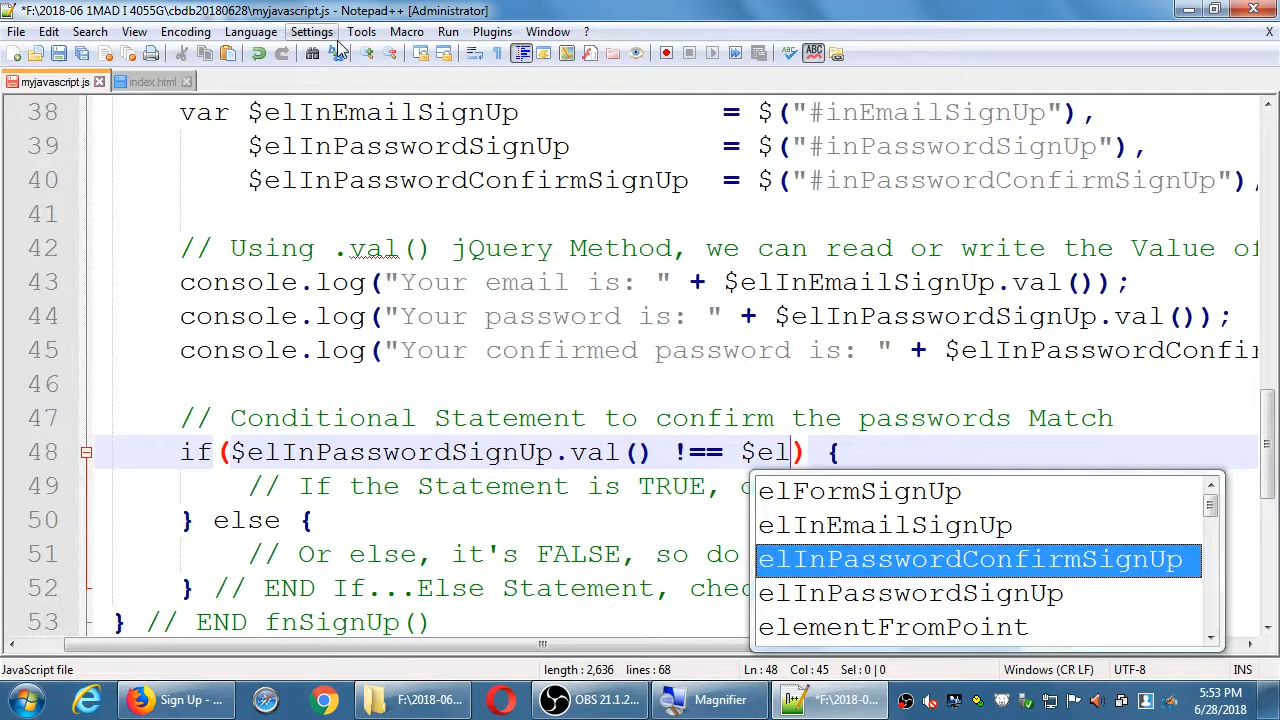 *F:\2018-06 1MAD I 4055G\cbdb20180628\myjavascript.js - Notepad++ [Administrator]
File Edit Search View Encoding Language Settings Tools Macro Run Plugins Window ? X
myjavascript.js index.html
38 var $elInEmailSignUp = $("#inEmailSignUp"),
39 $elInPasswordSignUp = $("#inPasswordSignUp"),
40 $elInPasswordConfirmSignUp = $("#inPasswordConfirmSignUp"),
41
42 // Using .val() jQuery Method, we can read or write the Value of
43 console.log("Your email is: " + $elInEmailSignUp.val());
44 console.log("Your password is: " + $elInPasswordSignUp.val());
45 console.log("Your confirmed password is: " + $elInPasswordConfir
46
47 // Conditional Statement to confirm the passwords Match
48 if($elInPasswordSignUp.val() !== $el) {
49 // If the Statement is TRUE,
50 } else {
51 // Or else, it's FALSE, so do
52 } // END If...Else Statement,
53 } // END fnSignUp()
elFormSignUp
elInEmailSignUp
elInPasswordConfirmSignUp
elInPasswordSignUp
elementFromPoint
JavaScript file length : 2,636 lines : 68 Ln : 48 Col : 45 Sel : 0 | 0 Windows (CR LF) UTF-8 INS
Sign Up - ... F:\2018-06... OBS 21.1.2... Magnifier *F:\2018-0... 5:53 PM
6/28/2018